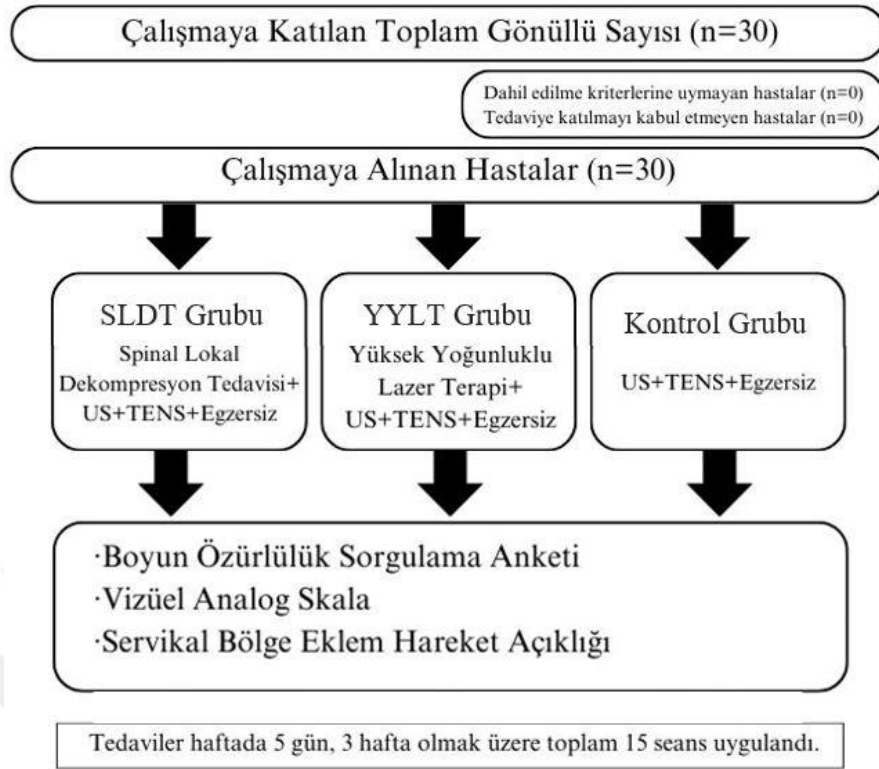 Çalışmaya Katılan Toplam Gönüllü Sayısı (n=30)
Dahil edilme kriterlerine uymayan hastalar (n=0)
Tedaviye katılmayı kabul etmeyen hastalar (n=0)
Çalışmaya Alınan Hastalar (n=30)
SLDT Grubu
Spinal Lokal
Dekompresyon Tedavisi+
US+TENS+Egzersiz
YYLT Grubu
Yüksek Yoğunluklu
Lazer Terapi+
US+TENS+Egzersiz
Kontrol Grubu
US+TENS+Egzersiz
·Boyun Özürlülük Sorgulama Anketi
·Vizüel Analog Skala
·Servikal Bölge Eklem Hareket Açıklığı
Tedaviler haftada 5 gün, 3 hafta olmak üzere toplam 15 seans uygulandı.